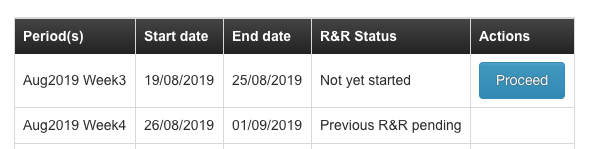 Period(s) Start date End date R&R Status Actions
Aug2019 Week3 19/08/2019 25/08/2019 Not yet started Proceed
Aug2019 Week4 26/08/2019 01/09/2019 Previous R&R pending